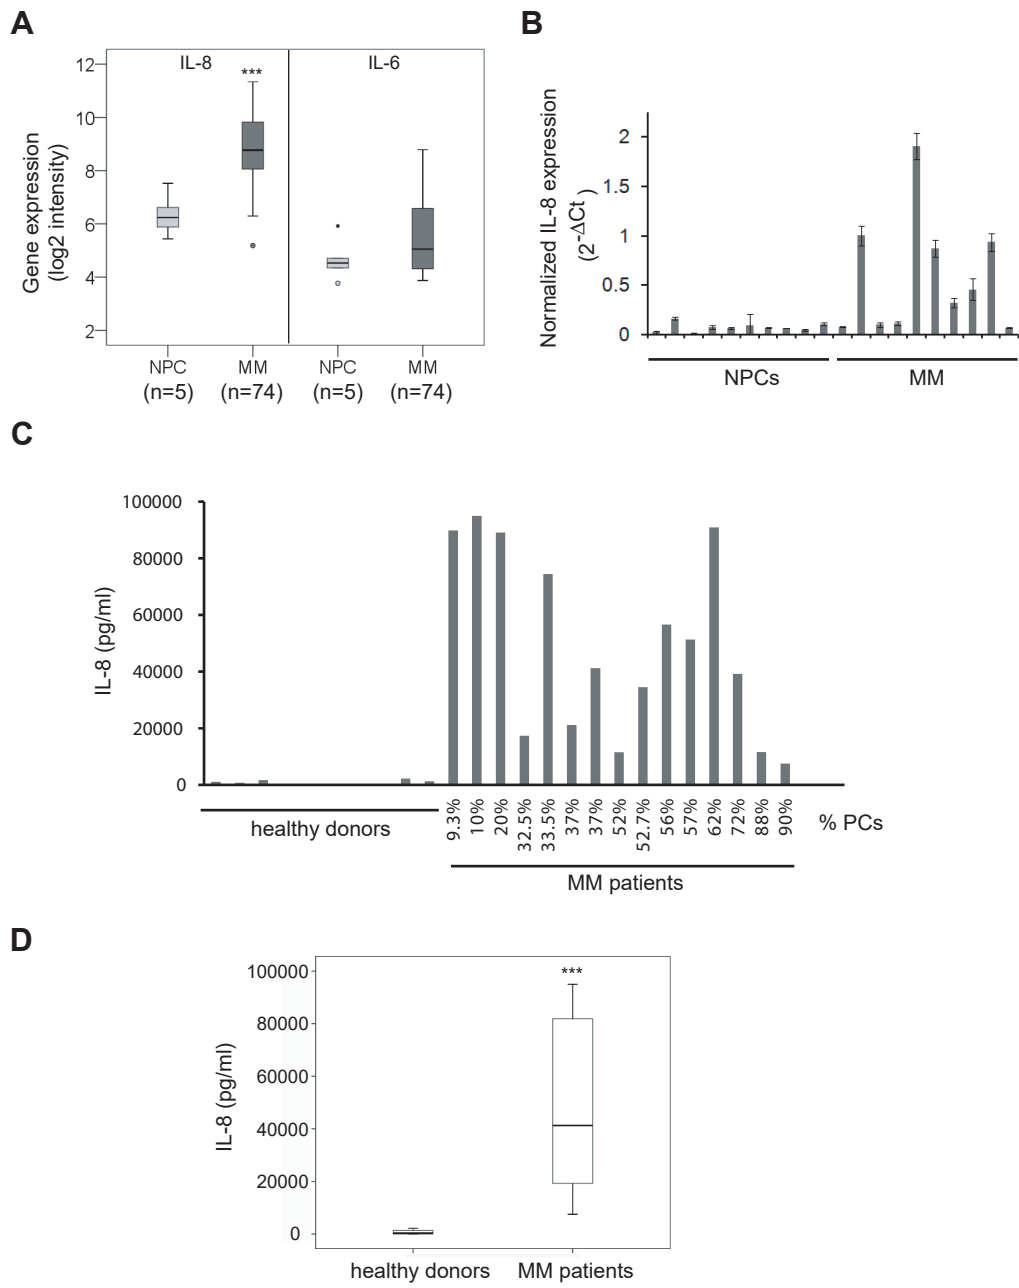 A
B
IL-8
IL-6
***
12
10
8
6
4
2
Gene expression
(log2 intensity)
NPC
MM
NPC
MM
(n=5)
(n=74)
(n=5)
(n=74)
Normalized IL-8 expression
(2^-ΔCt )
2
1.5
1
0.5
0
NPCs
MM
C
100000
80000
60000
40000
20000
0
IL-8 (pg/ml)
9.3%
10%
20%
32.5%
33.5%
37%
37%
52%
52.7%
56%
57%
62%
72%
88%
90%
% PCs
healthy donors
MM patients
D
100000
80000
60000
40000
20000
0
IL-8 (pg/ml)
***
healthy donors
MM patients